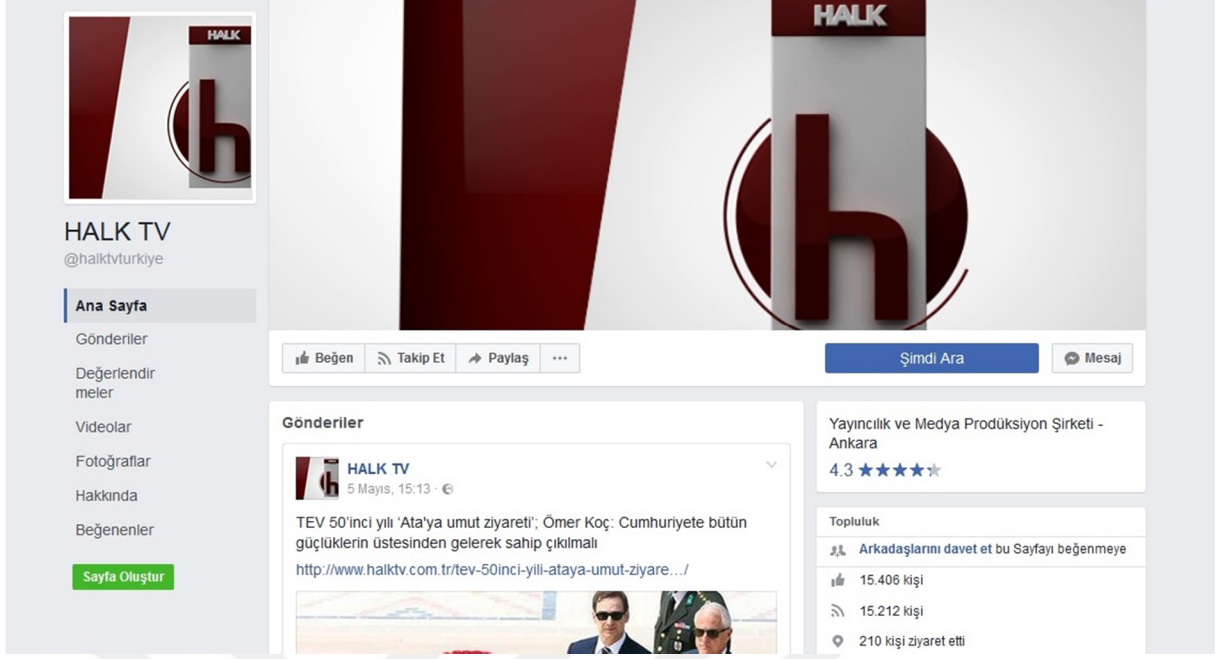 HALK
HALK
HALK TV
@halktvturkiye
Ana Sayfa
Gönderiler
Değerlendir
meler
Videolar
Fotoğraflar
Hakkında
Beğenenler
Sayfa Oluştur
Beğen
Takip Et
Paylaş
...
Şimdi Ara
Mesaj
Gönderiler
HALK TV
5 Mayıs, 15:13 ·
TEV 50'inci yılı 'Ata'ya umut ziyareti'; Ömer Koç: Cumhuriyete bütün
güçlüklerin üstesinden gelerek sahip çıkılmalı
http://www.halktv.com.tr/tev-50inci-yili-ataya-umut-ziyare.../
Yayıncılık ve Medya Prodüksiyon Şirketi -
Ankara
4.3 ★★★★★
Topluluk
Arkadaşlarını davet et bu Sayfayı beğenmeye
15.406 kişi
15.212 kişi
210 kişi ziyaret etti